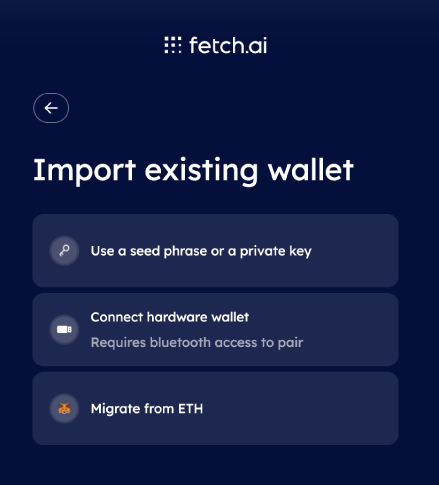 fetch.ai
Import existing wallet
Use a seed phrase or a private key
Connect hardware wallet
Requires bluetooth access to pair
Migrate from ETH